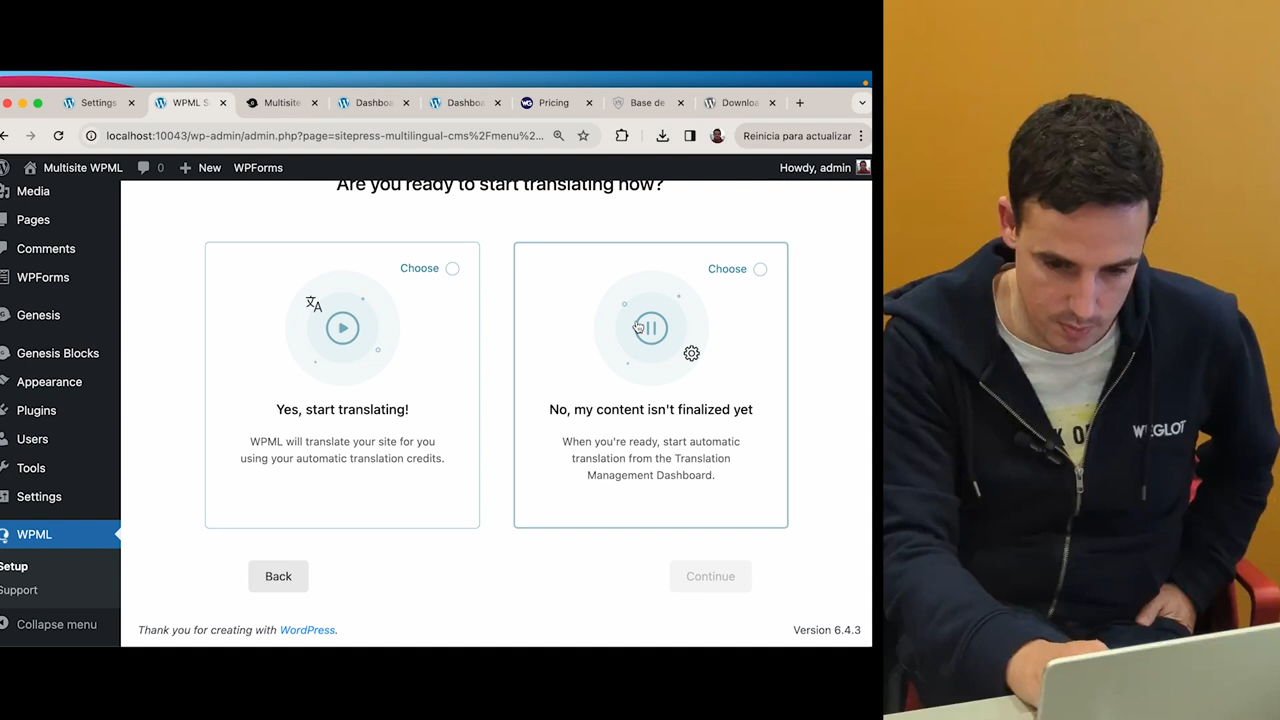 Settings
WPML S
Multisite
Dashboa
Dashboa
Pricing
Base de
Downloa
localhost:10043/wp-admin/admin.php?page=sitepress-multilingual-cms%2Fmenu%2...
Reinicia para actualizar
Multisite WPML
0
New
WPForms
Howdy, admin
Media
Pages
Comments
WPForms
Genesis
Genesis Blocks
Appearance
Plugins
Users
Tools
Settings
WPML
Setup
Support
Collapse menu
Are you ready to start translating now?
Choose
Yes, start translating!
WPML will translate your site for you
using your automatic translation credits.
Choose
No, my content isn't finalized yet
When you're ready, start automatic
translation from the Translation
Management Dashboard.
Back
Continue
Thank you for creating with WordPress.
Version 6.4.3
WEGLOT